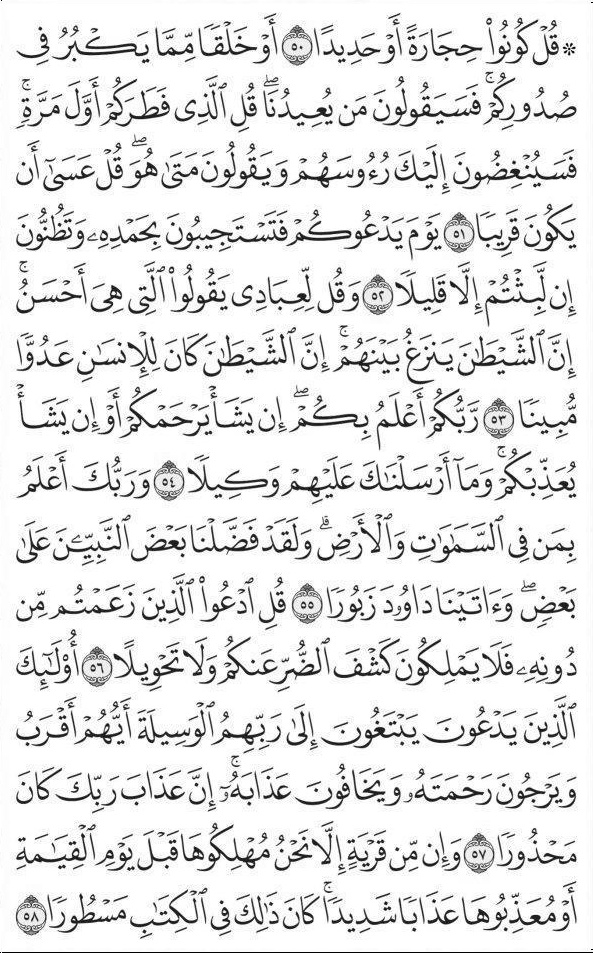 ۞ قُلۡ كُونُواْ حِجَارَةً أَوۡ حَدِيدًا ٥٠ أَوۡ خَلۡقٗا مِّمَّا يَكۡبُرُ فِي
صُدُورِكُمۡۚ فَسَيَقُولُونَ مَن يُعِيدُنَاۖ قُلِ ٱلَّذِي فَطَرَكُمۡ أَوَّلَ مَرَّةٖۚ
فَسَيُنۡغِضُونَ إِلَيۡكَ رُءُوسَهُمۡ وَيَقُولُونَ مَتَىٰ هُوَۖ قُلۡ عَسَىٰٓ أَن
يَكُونَ قَرِيبٗا ٥١ يَوۡمَ يَدۡعُوكُمۡ فَتَسۡتَجِيبُونَ بِحَمۡدِهِۦ وَتَظُنُّونَ
إِن لَّبِثۡتُمۡ إِلَّا قَلِيلٗا ٥٢ وَقُل لِّعِبَادِي يَقُولُواْ ٱلَّتِي هِيَ أَحۡسَنُۚ
إِنَّ ٱلشَّيۡطَٰنَ يَنزَغُ بَيۡنَهُمۡۚ إِنَّ ٱلشَّيۡطَٰنَ كَانَ لِلۡإِنسَٰنِ عَدُوّٗا
مُّبِينٗا ٥٣ رَّبُّكُمۡ أَعۡلَمُ بِكُمۡۖ إِن يَشَأۡ يَرۡحَمۡكُمۡ أَوۡ إِن يَشَأۡ
يُعَذِّبۡكُمۡۚ وَمَآ أَرۡسَلۡنَٰكَ عَلَيۡهِمۡ وَكِيلٗا ٥٤ وَرَبُّكَ أَعۡلَمُ
بِمَن فِي ٱلسَّمَٰوَٰتِ وَٱلۡأَرۡضِۗ وَلَقَدۡ فَضَّلۡنَا بَعۡضَ ٱلنَّبِيِّـۧنَ عَلَىٰ
بَعۡضٖۖ وَءَاتَيۡنَا دَاوُۥدَ زَبُورٗا ٥٥ قُلِ ٱدۡعُواْ ٱلَّذِينَ زَعَمۡتُم مِّن
دُونِهِۦ فَلَا يَمۡلِكُونَ كَشۡفَ ٱلضُّرِّ عَنكُمۡ وَلَا تَحۡوِيلًا ٥٦ أُوْلَٰٓئِكَ
ٱلَّذِينَ يَدۡعُونَ يَبۡتَغُونَ إِلَىٰ رَبِّهِمُ ٱلۡوَسِيلَةَ أَيُّهُمۡ أَقۡرَبُ
وَيَرۡجُونَ رَحۡمَتَهُۥ وَيَخَافُونَ عَذَابَهُۥٓۚ إِنَّ عَذَابَ رَبِّكَ كَانَ
مَحۡذُورٗا ٥٧ وَإِن مِّن قَرۡيَةٍ إِلَّا نَحۡنُ مُهۡلِكُوهَا قَبۡلَ يَوۡمِ ٱلۡقِيَٰمَةِ
أَوۡ مُعَذِّبُوهَا عَذَابٗا شَدِيدٗاۚ كَانَ ذَٰلِكَ فِي ٱلۡكِتَٰبِ مَسۡطُورٗا ٥٨